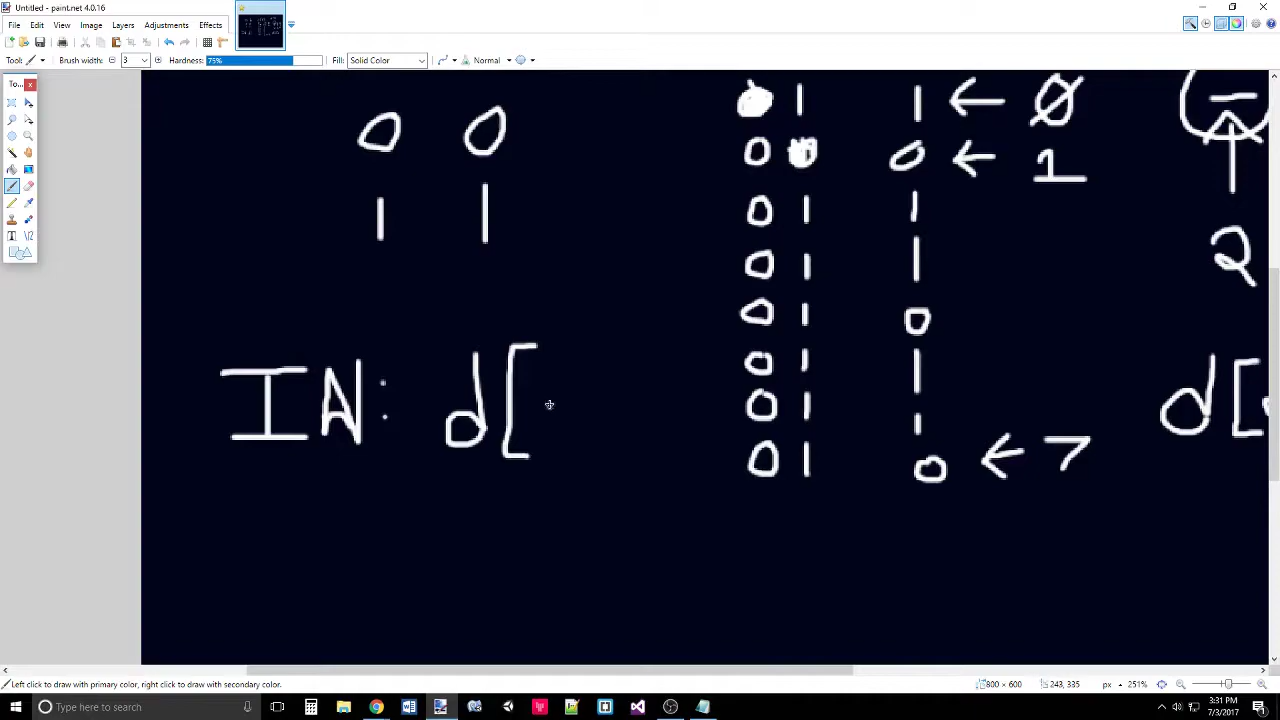 Untitled - paint.net 4.0.16
File Edit View Image Layers Adjustments Effects
Tool Brush width: 3 Hardness: 75% Fill: Solid Color Normal
To...
1 1 ← 0
0 0 ← 1
0 0
0 1 1
1 1
0 1 1
2
0 1 0
0 1 1
IN: d[
d[
0 1 1
0 1 0 ← 7
Left click to draw with primary color, right click to draw with secondary color.
800 × 600
243, 335
px
251%
Type here to search
3:31 PM
7/3/2017